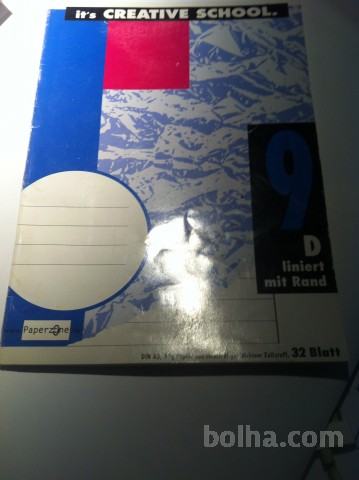 it's CREATIVE SCHOOL.
9
D
liniert
mit Rand
Paperzone
32 Blatt
bolha.com